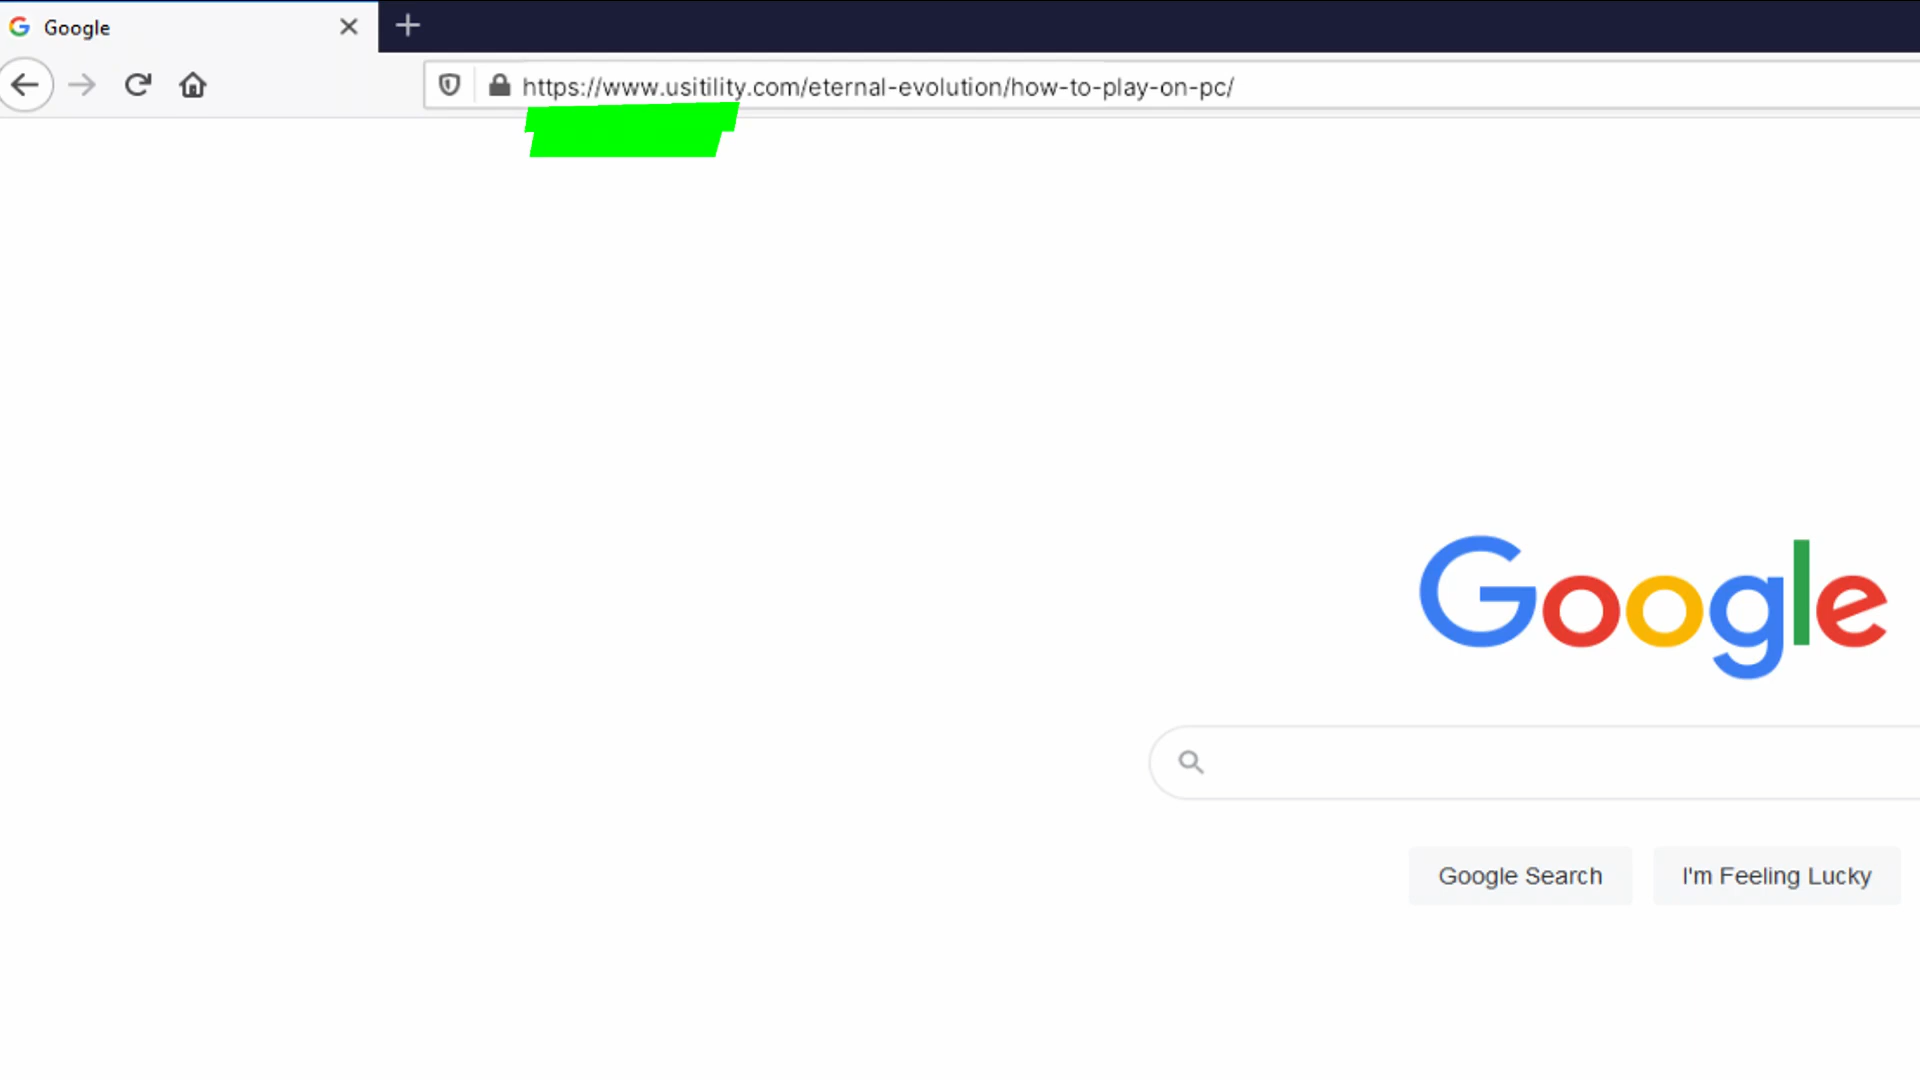 Google
https://www.usitility.com/eternal-evolution/how-to-play-on-pc/
Google
Google Search
I'm Feeling Lucky